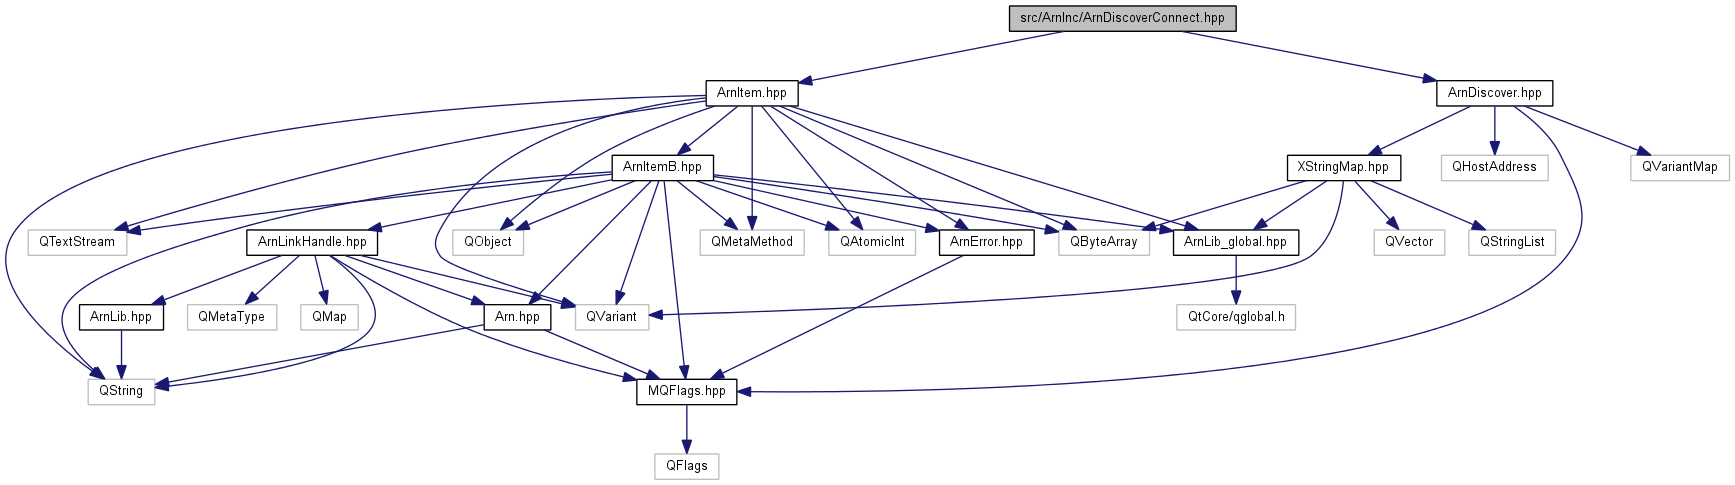 src/ArnInc/ArnDiscoverConnect.hpp
ArnItem.hpp
ArnDiscover.hpp
ArnItemB.hpp
XStringMap.hpp
QHostAddress
QVariantMap
QTextStream
ArnLinkHandle.hpp
QObject
QMetaMethod
QAtomicInt
ArnError.hpp
QByteArray
ArnLib_global.hpp
QVector
QStringList
ArnLib.hpp
QMetaType
QMap
Arn.hpp
QVariant
QtCore/qglobal.h
QString
MQFlags.hpp
QFlags